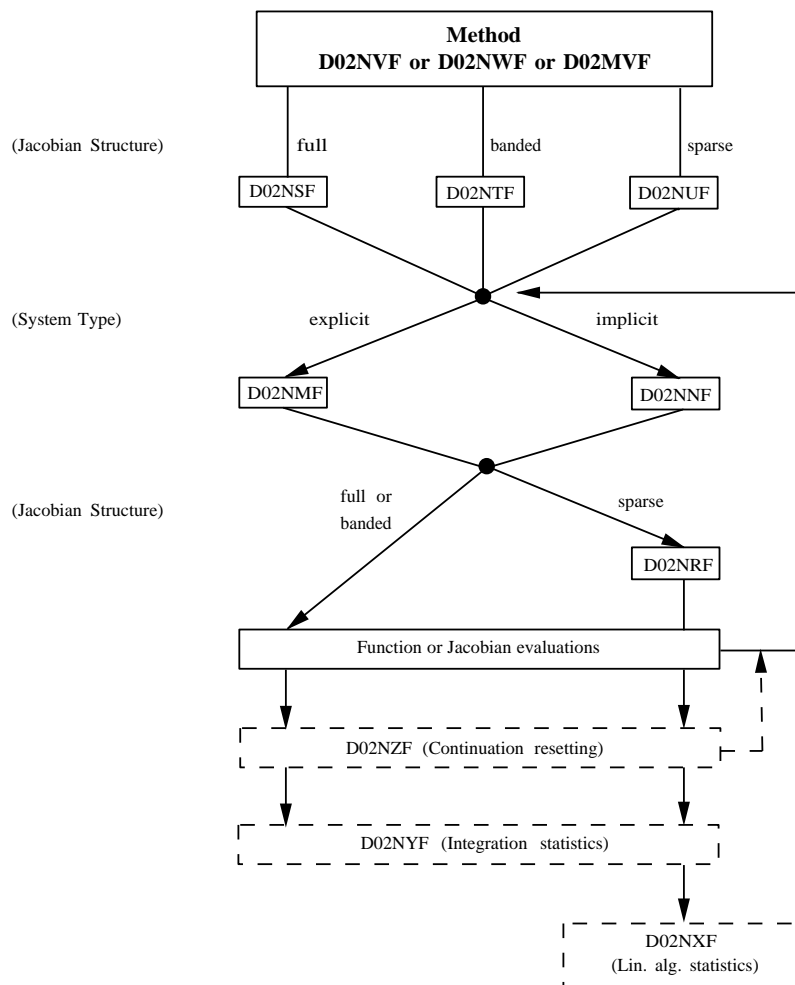 Method
D02NVF or D02NWF or D02MVF
(Jacobian Structure)
full
banded
sparse
D02NSF
D02NTF
D02NUF
(System Type)
explicit
implicit
D02NMF
D02NNF
(Jacobian Structure)
full or
banded
sparse
D02NRF
Function or Jacobian evaluations
D02NZF (Continuation resetting)
D02NYF (Integration statistics)
D02NXF
(Lin. alg. statistics)